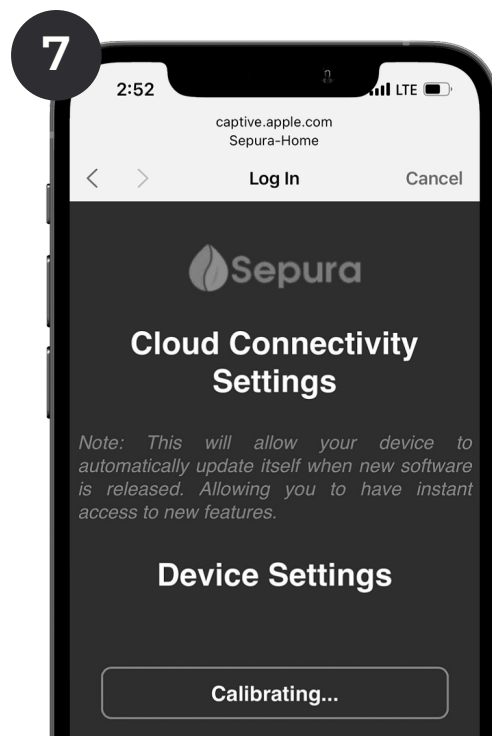 7
2:52
LTE
captive.apple.com
Sepura-Home
Log In
Cancel
Sepura
Cloud Connectivity
Settings
Note: This will allow your device to
automatically update itself when new software
is released. Allowing you to have instant
access to new features.
Device Settings
Calibrating...